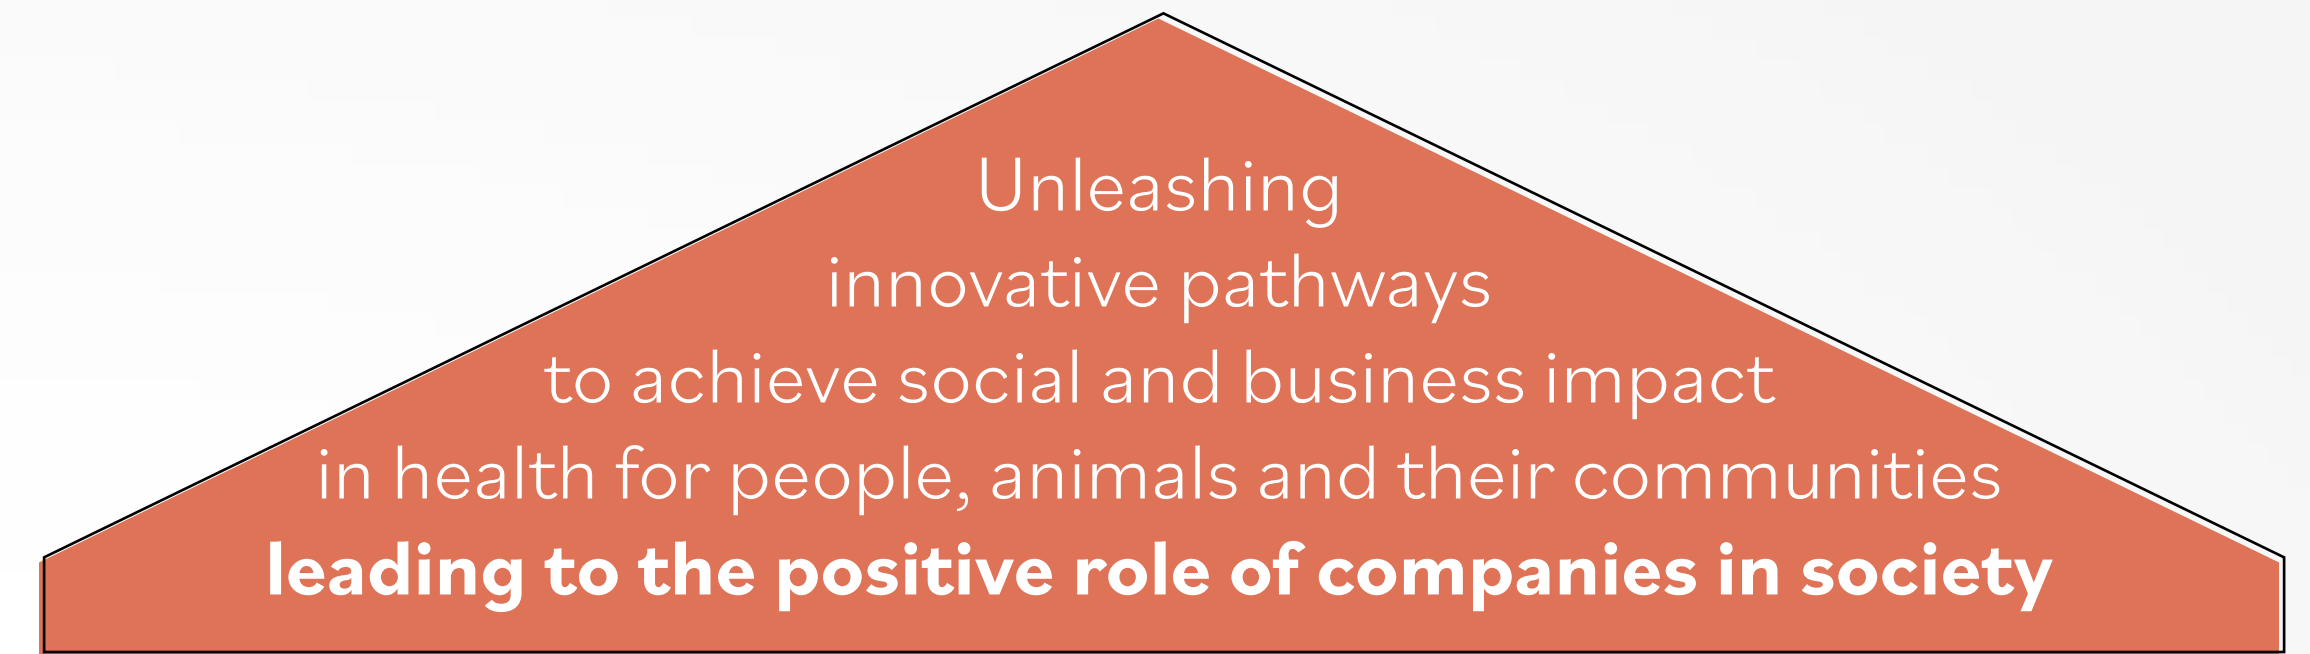 Unleashing
innovative pathways
to achieve social and business impact
in health for people, animals and their communities
leading to the positive role of companies in society